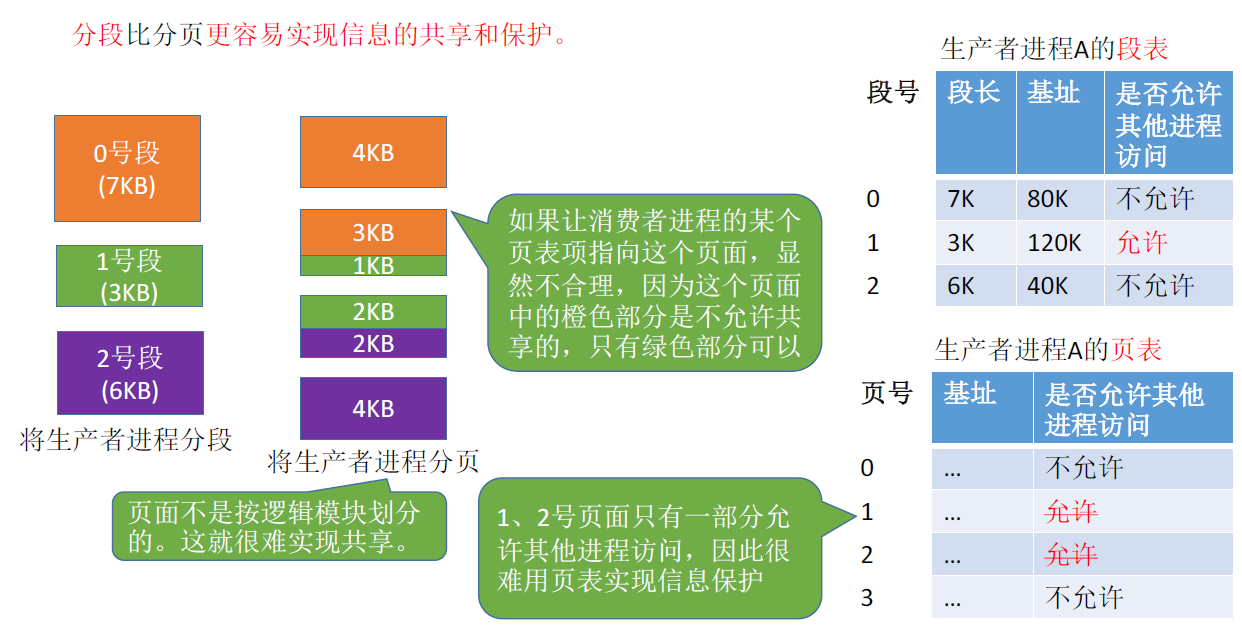 分段比分页更容易实现信息的共享和保护。
0号段
(7KB)
1号段
(3KB)
2号段
(6KB)
将生产者进程分段
4KB
3KB
1KB
2KB
2KB
4KB
将生产者进程分页
如果让消费者进程的某个
页表项指向这个页面，显
然不合理，因为这个页面
中的橙色部分是不允许共
享的，只有绿色部分可以
页面不是按逻辑模块划分
的。这就很难实现共享。
1、2号页面只有一部分允
许其他进程访问，因此很
难用页表实现信息保护
生产者进程A的段表
段号 段长 基址 是否允许
其他进程
访问
0 7K 80K 不允许
1 3K 120K 允许
2 6K 40K 不允许
生产者进程A的页表
页号 基址 是否允许其他
进程访问
0 ... 不允许
1 ... 允许
2 ... 允许
3 ... 不允许